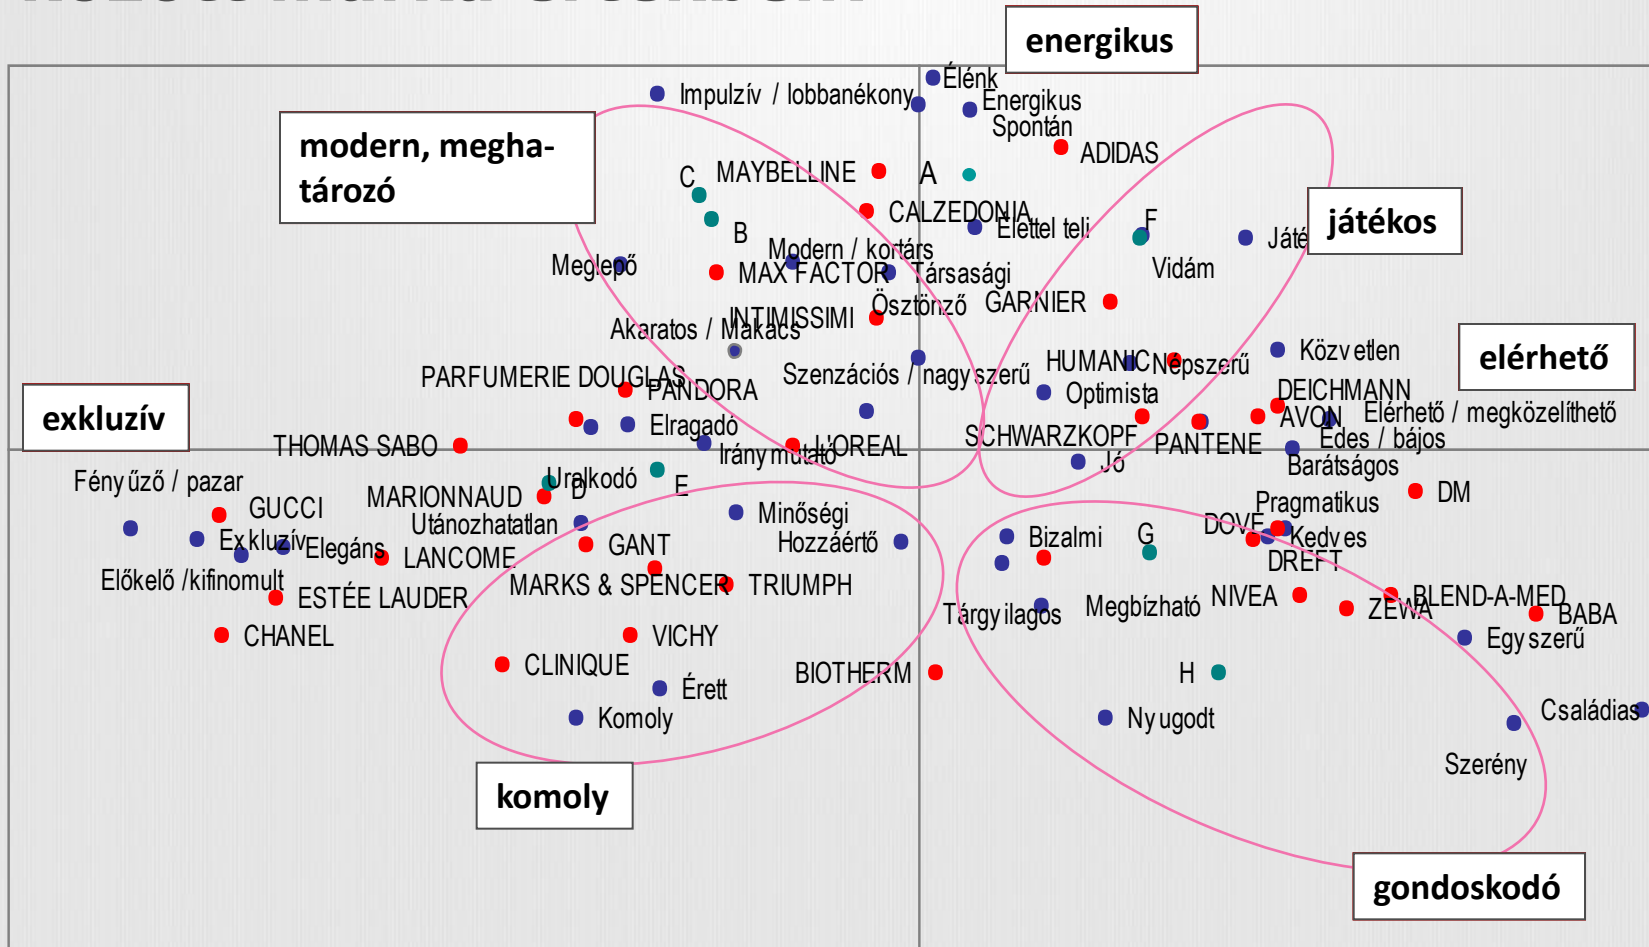 energikus
Élénk
Impulzív / lobbanékony
Energikus
Spontán
modern, megha-
tározó
ADIDAS
MAYBELLINE
A
C
CALZEDONIA
Élettel teli
F
játékos
B
Modern / kortárs
Vidám
Meglepő
MAX FACTOR
Társasági
Ösztönző
GARNIER
INTIMISSIMI
Akaratos / Makacs
Közvetlen
elérhető
HUMANIC
Népszerű
Szenzációs / nagyszerű
PARFUMERIE DOUGLAS
PANDORA
Optimista
DEICHMANN
exkluzív
AVON
Elérhető / megközelíthető
Elragadó
SCHWARZKOPF
PANTENE
Édes / bájos
THOMAS SABO
Iránymutató
L'OREAL
Jó
Barátságos
Fényűző / pazar
Uralkodó
D
E
MARIONNAUD
DM
GUCCI
Pragmatikus
Utánozhatatlan
Minőségi
DOVE
Exkluzív
Elegáns
GANT
Hozzáértő
Bizalmi
G
Kedves
LANCOME
DREFT
Előkelő /kifinomult
MARKS & SPENCER
TRIUMPH
ESTÉE LAUDER
Tárgyilagos
Megbízható
NIVEA
ZEWA
BLEND-A-MED
BABA
CHANEL
VICHY
Egyszerű
CLINIQUE
BIOTHERM
H
Érett
Komoly
Nyugodt
Családias
Szerény
komoly
gondoskodó